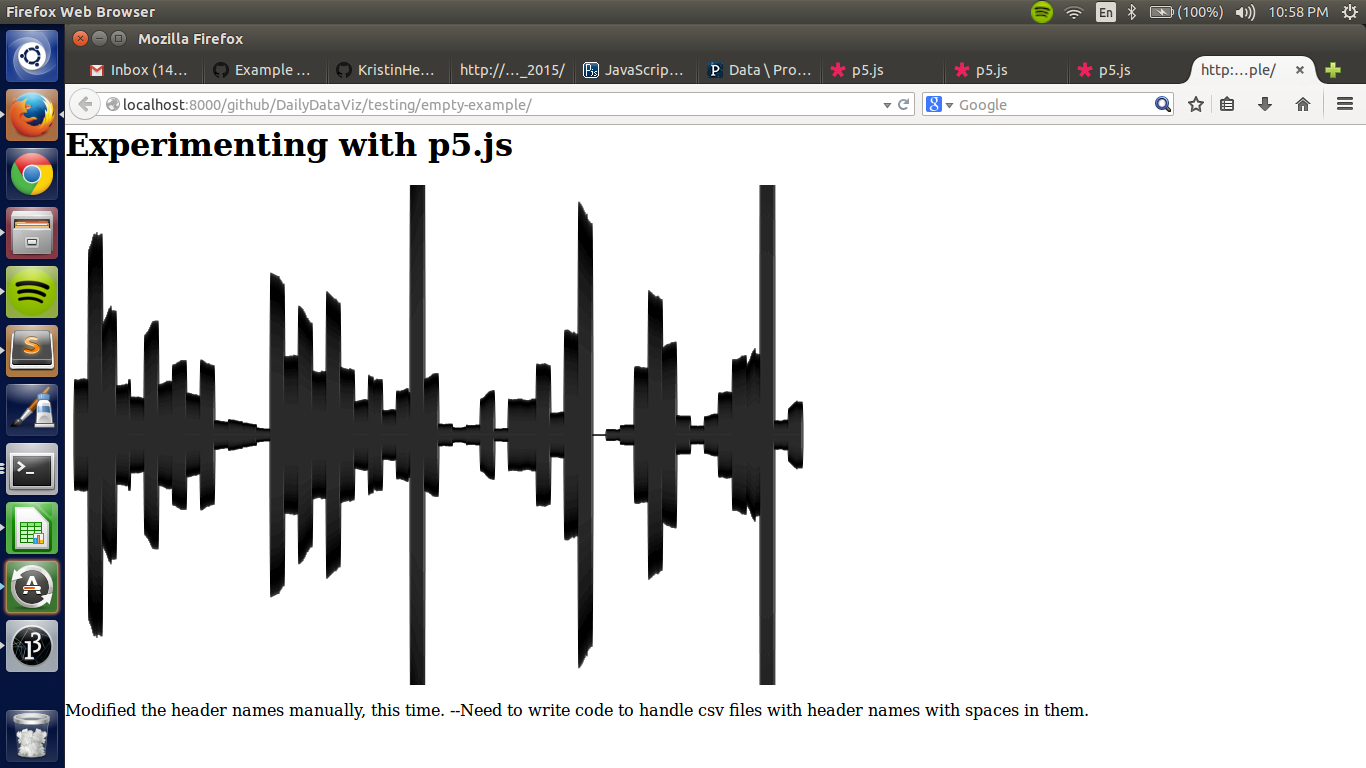 Firefox Web Browser
En
(100%)
10:58 PM
Mozilla Firefox
Inbox (14...
Example ...
KristinHe...
http://..._2015/
JavaScrip...
Data \ Pro...
p5.js
p5.js
p5.js
http:...ple/
localhost:8000/github/DailyDataViz/testing/empty-example/
Google
Experimenting with p5.js
Modified the header names manually, this time. --Need to write code to handle csv files with header names with spaces in them.